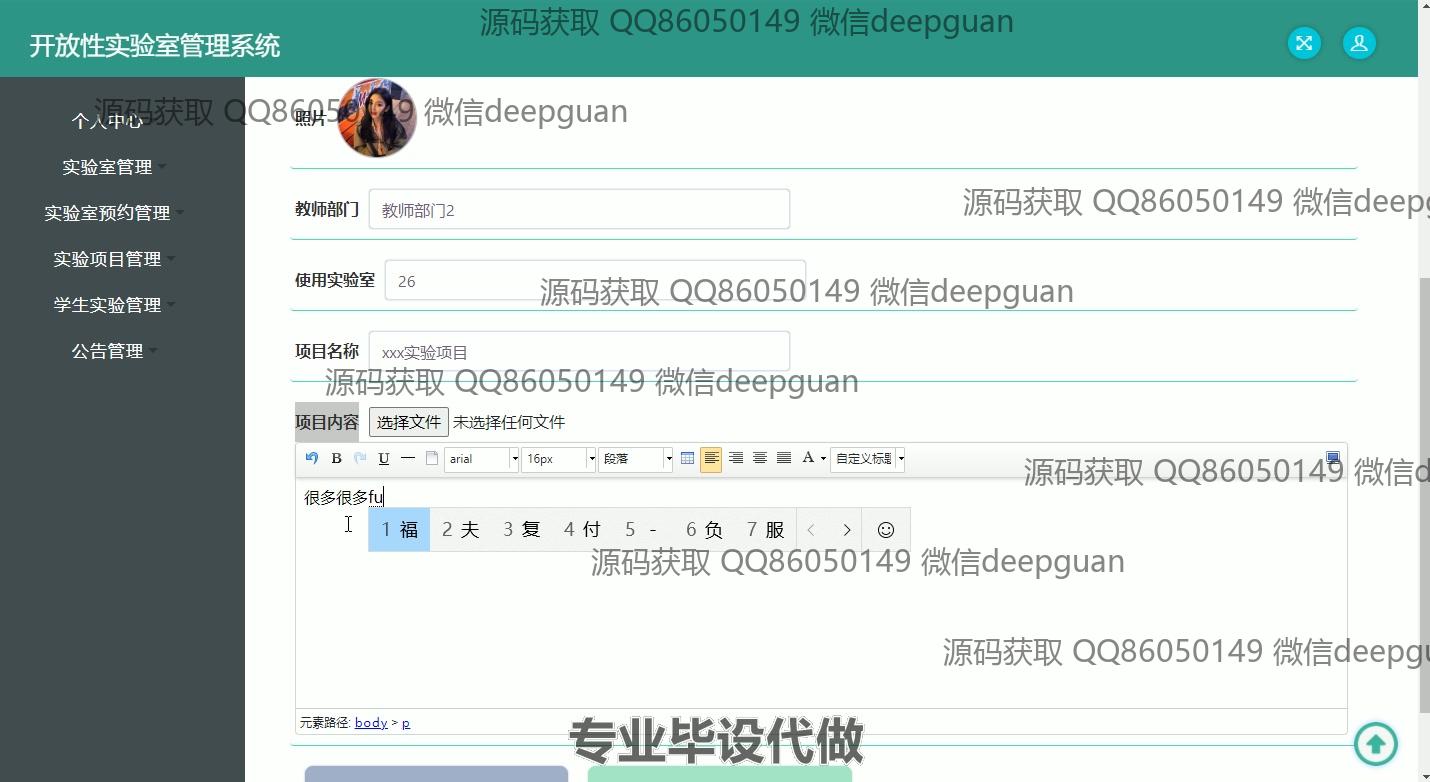 源码获取 QQ86050149 微信deepguan
开放性实验室管理系统
源码获取 QQ86050149 微信deepguan
个人中心
照片
实验室管理
实验室预约管理
实验项目管理
学生实验管理
公告管理
源码获取 QQ86050149 微信deepg
教师部门 教师部门2
使用实验室 26
源码获取 QQ86050149 微信deepguan
项目名称 xxx实验项目
源码获取 QQ86050149 微信deepguan
项目内容 选择文件 未选择任何文件
B U arial 16px 段落 A 自定义标题
源码获取 QQ86050149 微信d
很多很多fu
1 福 2 夫 3 复 4 付 5 - 6 负 7 服 < >
源码获取 QQ86050149 微信deepguan
源码获取 QQ86050149 微信deepgu
元素路径: body > p
专业毕设代做